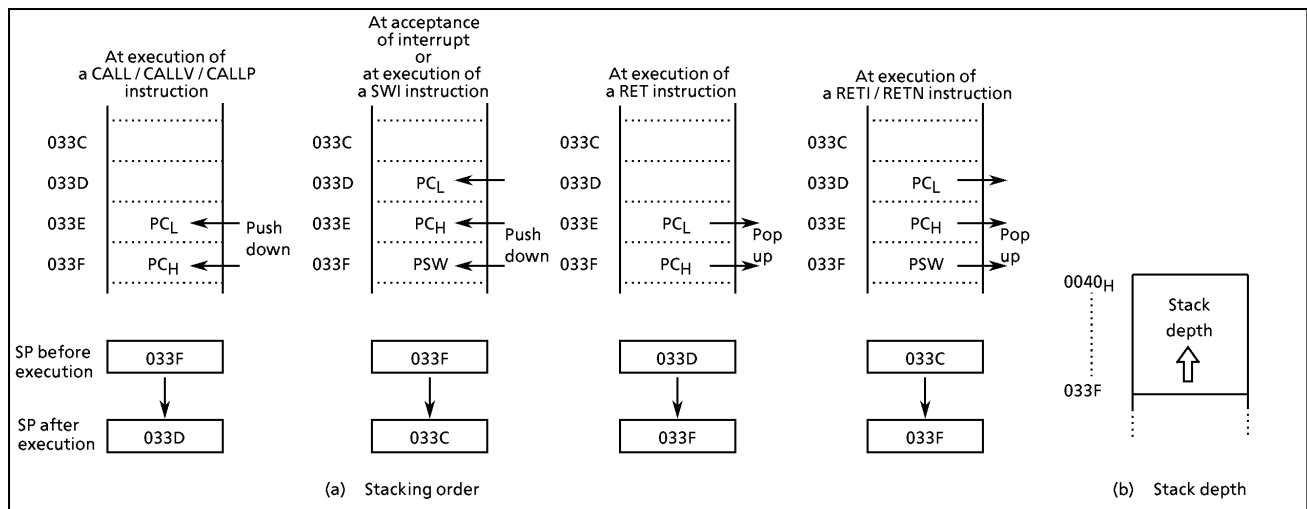 At execution of
a CALL / CALLV / CALLP
instruction
033C
033D
033E PCL
033F PCH
Push
down
At acceptance
of interrupt
or
at execution of
a SWI instruction
033C
033D PCL
033E PCH
033F PSW
Push
down
At execution of
a RET instruction
033C
033D
033E PCL
033F PCH
Pop
up
At execution of
a RETI / RETN instruction
033C
033D PCL
033E PCH
033F PSW
Pop
up
SP before
execution
033F
033F
033D
033C
SP after
execution
033D
033C
033F
033F
(a) Stacking order
0040H
Stack
depth
033F
(b) Stack depth